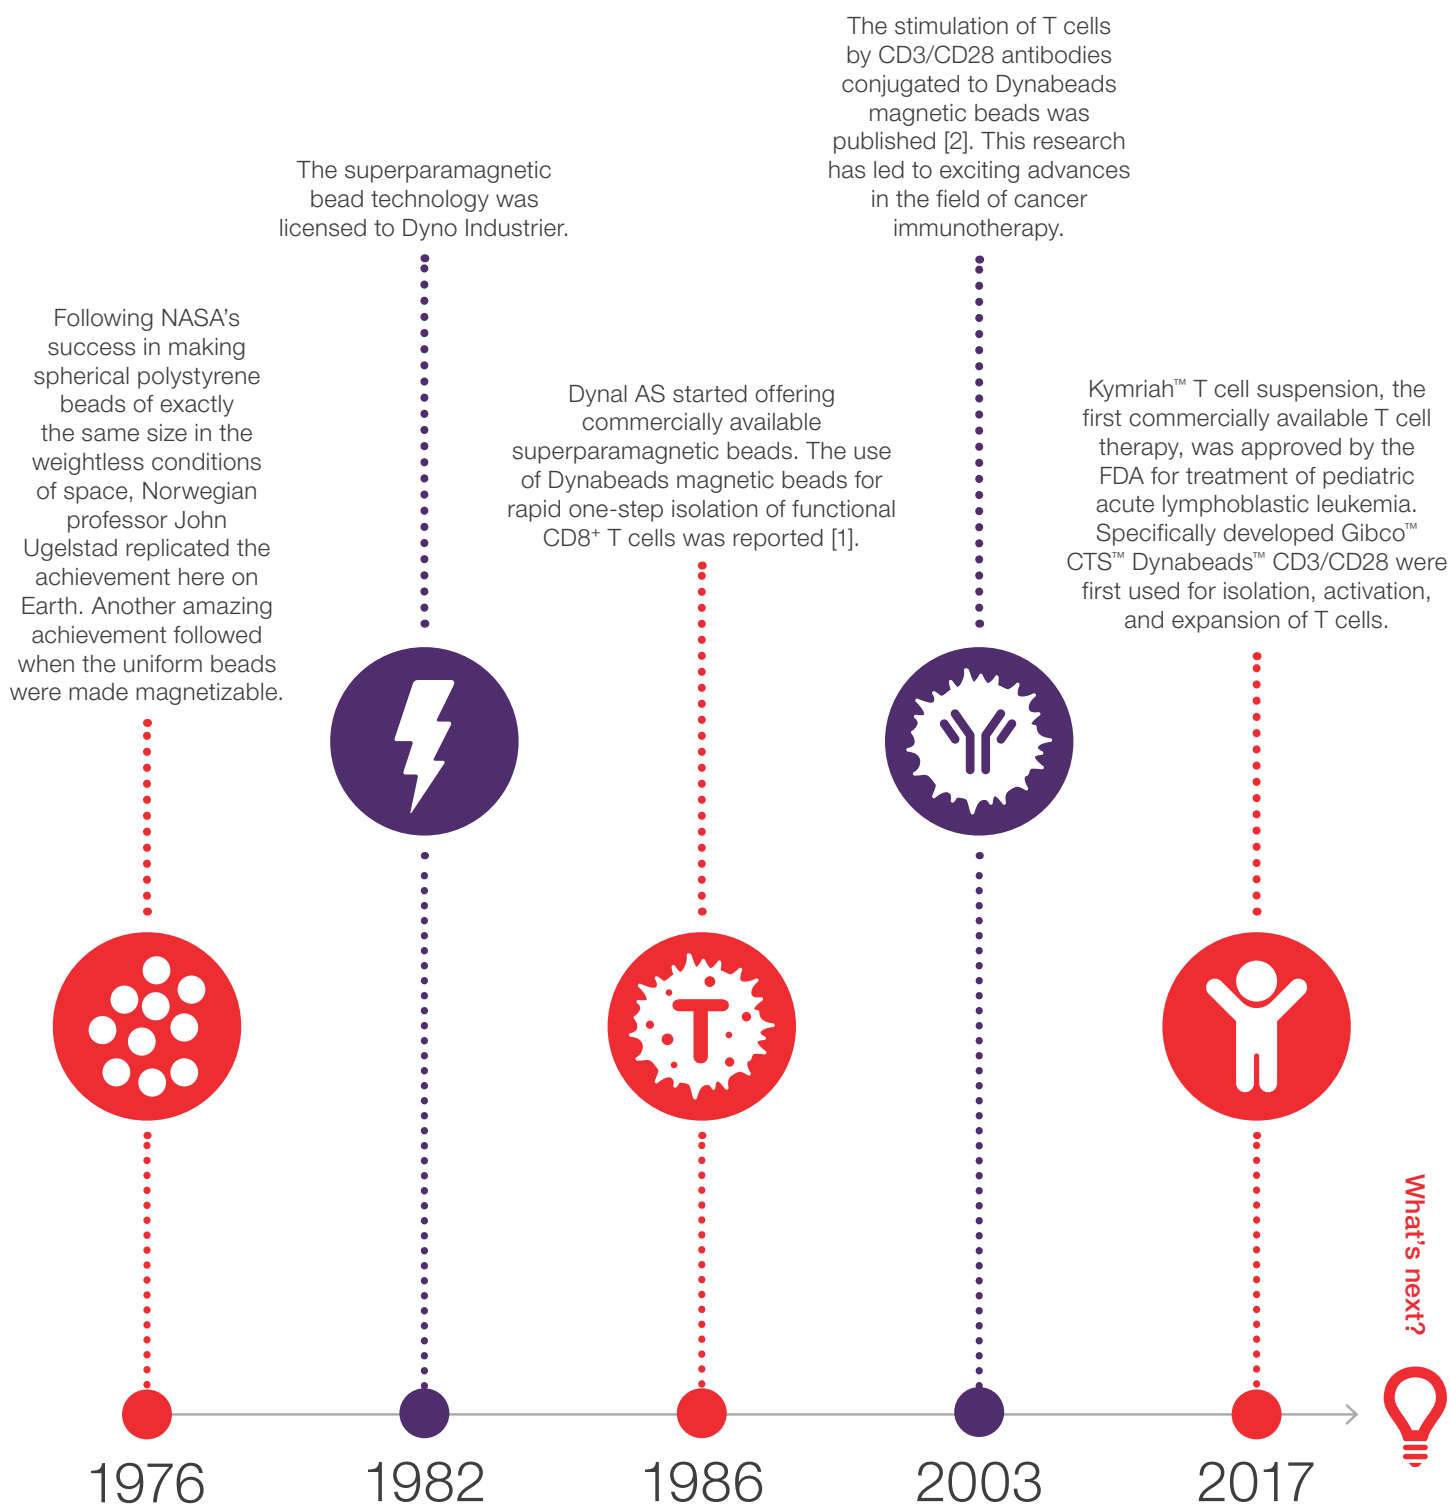 Following NASA’s
success in making
spherical polystyrene
beads of exactly
the same size in the
weightless conditions
of space, Norwegian
professor John
Ugelstad replicated the
achievement here on
Earth. Another amazing
achievement followed
when the uniform beads
were made magnetizable.
The superparamagnetic
bead technology was
licensed to Dyno Industrier.
Dynal AS started offering
commercially available
superparamagnetic beads. The use
of Dynabeads magnetic beads for
rapid one-step isolation of functional
CD8⁺ T cells was reported [1].
The stimulation of T cells
by CD3/CD28 antibodies
conjugated to Dynabeads
magnetic beads was
published [2]. This research
has led to exciting advances
in the field of cancer
immunotherapy.
Kymriah™ T cell suspension, the
first commercially available T cell
therapy, was approved by the
FDA for treatment of pediatric
acute lymphoblastic leukemia.
Specifically developed Gibco™
CTS™ Dynabeads™ CD3/CD28 were
first used for isolation, activation,
and expansion of T cells.
T
What’s next?
1976
1982
1986
2003
2017